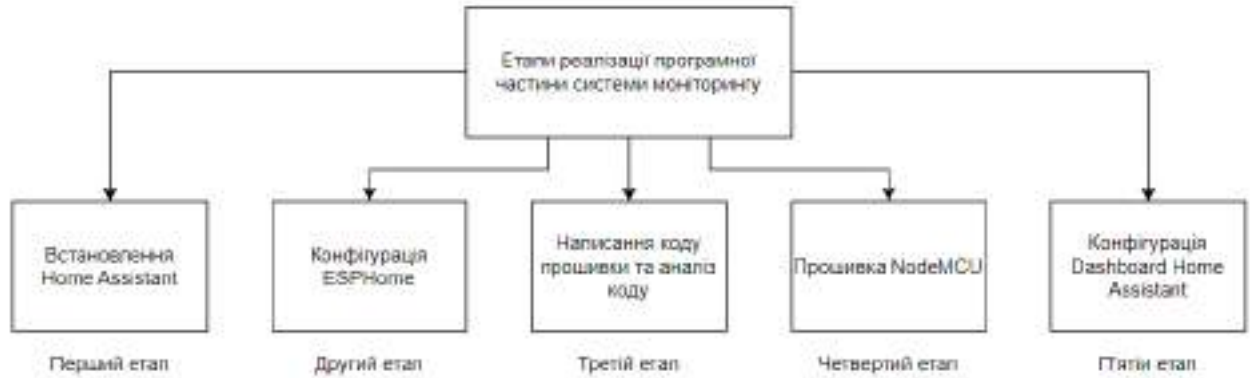 Етапи реалізації програмної
частини системи моніторингу
Встановлення
Home Assistant
Конфігурація
ESPHome
Написання коду
прошивки та аналіз
коду
Прошивка NodeMCU
Конфігурація
Dashboard Home
Assistant
Перший етап
Другий етап
Третій етап
Четвертий етап
П'ятий етап